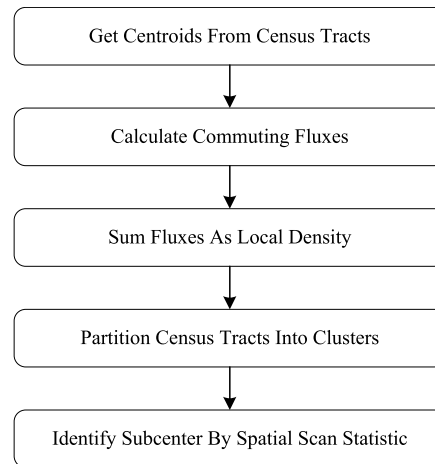 Get Centroids From Census Tracts
Calculate Commuting Fluxes
Sum Fluxes As Local Density
Partition Census Tracts Into Clusters
Identify Subcenter By Spatial Scan Statistic